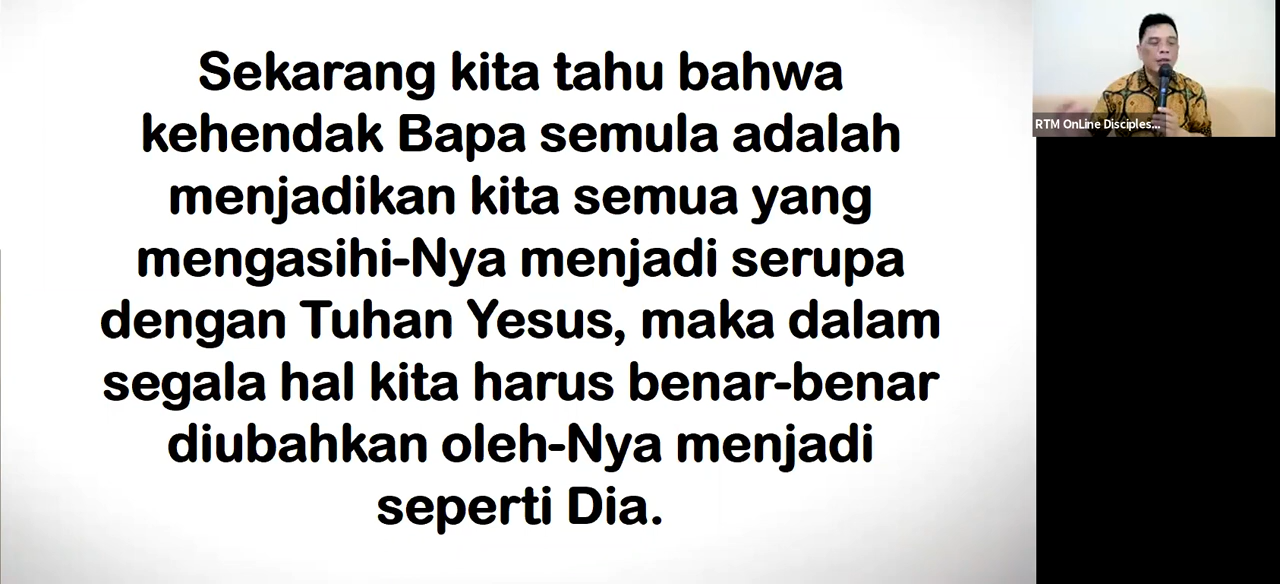 Sekarang kita tahu bahwa
kehendak Bapa semula adalah
menjadikan kita semua yang
mengasihi-Nya menjadi serupa
dengan Tuhan Yesus, maka dalam
segala hal kita harus benar-benar
diubahkan oleh-Nya menjadi
seperti Dia.
RTM OnLine Disciples...